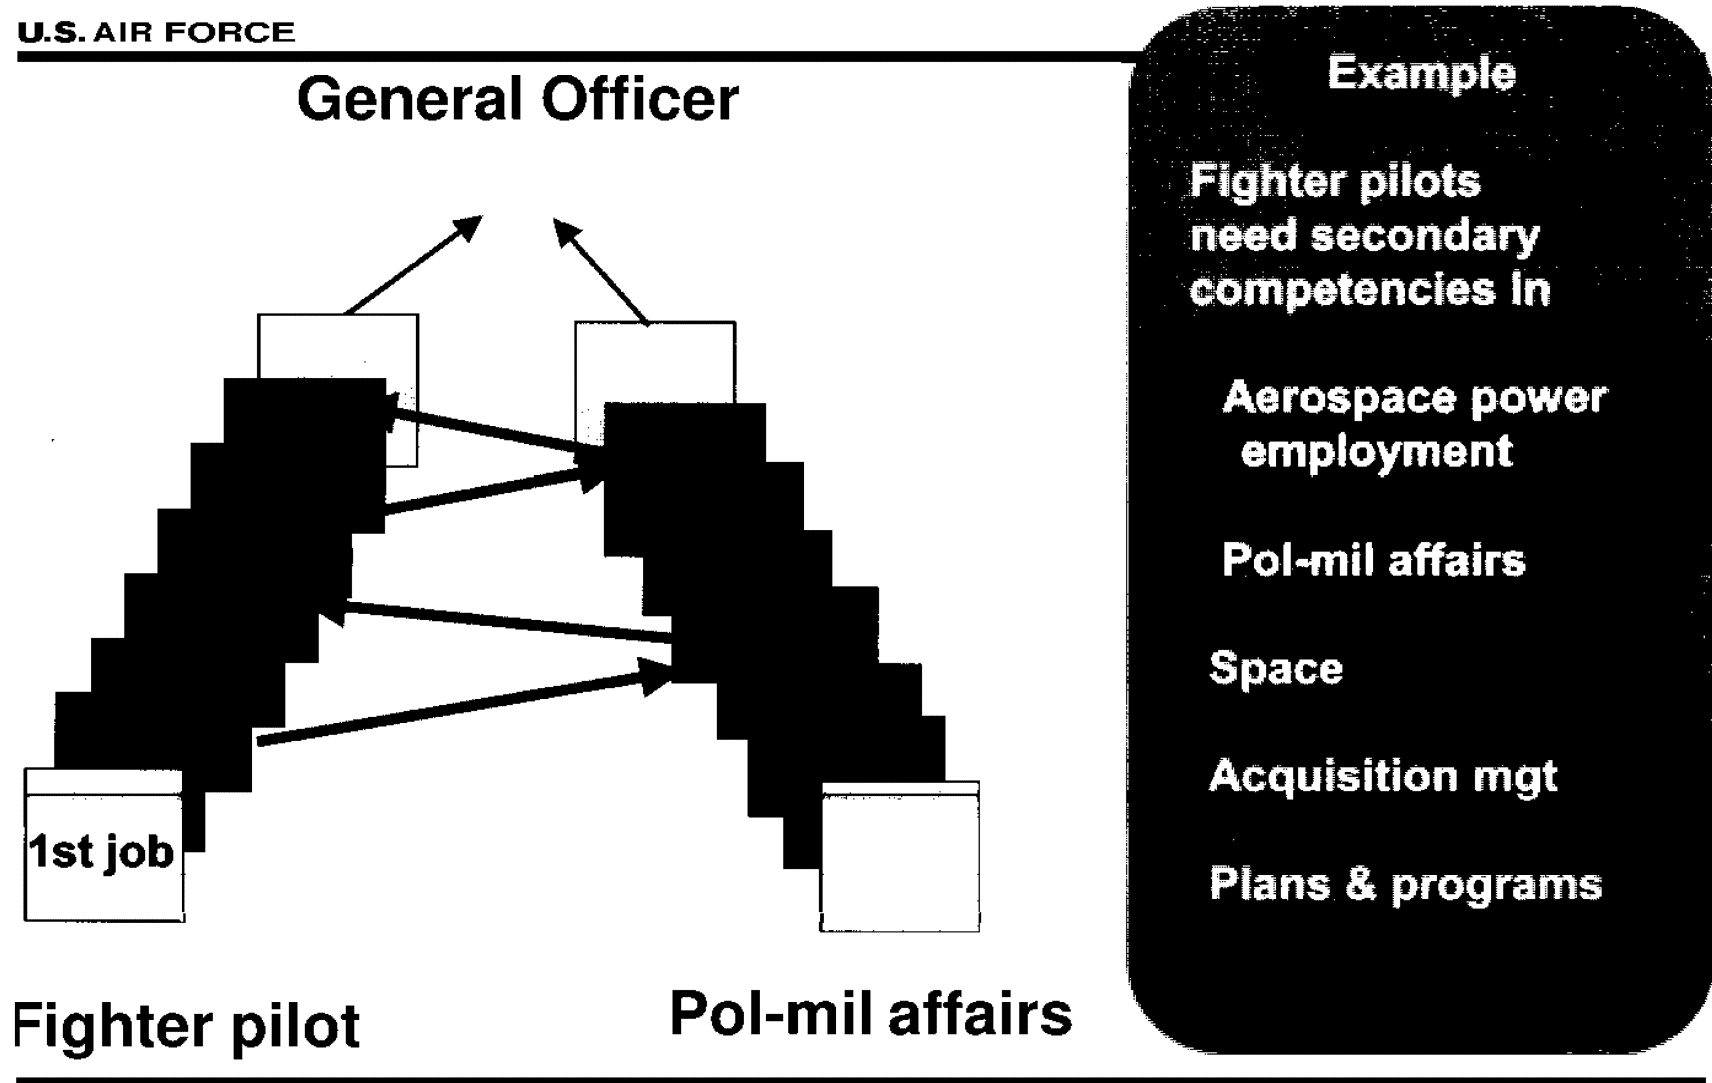 U.S. AIR FORCE
General Officer
1st job
Fighter pilot
Pol-mil affairs
Example
Fighter pilots
need secondary
competencies in
Aerospace power
employment
Pol-mil affairs
Space
Acquisition mgt
Plans & programs